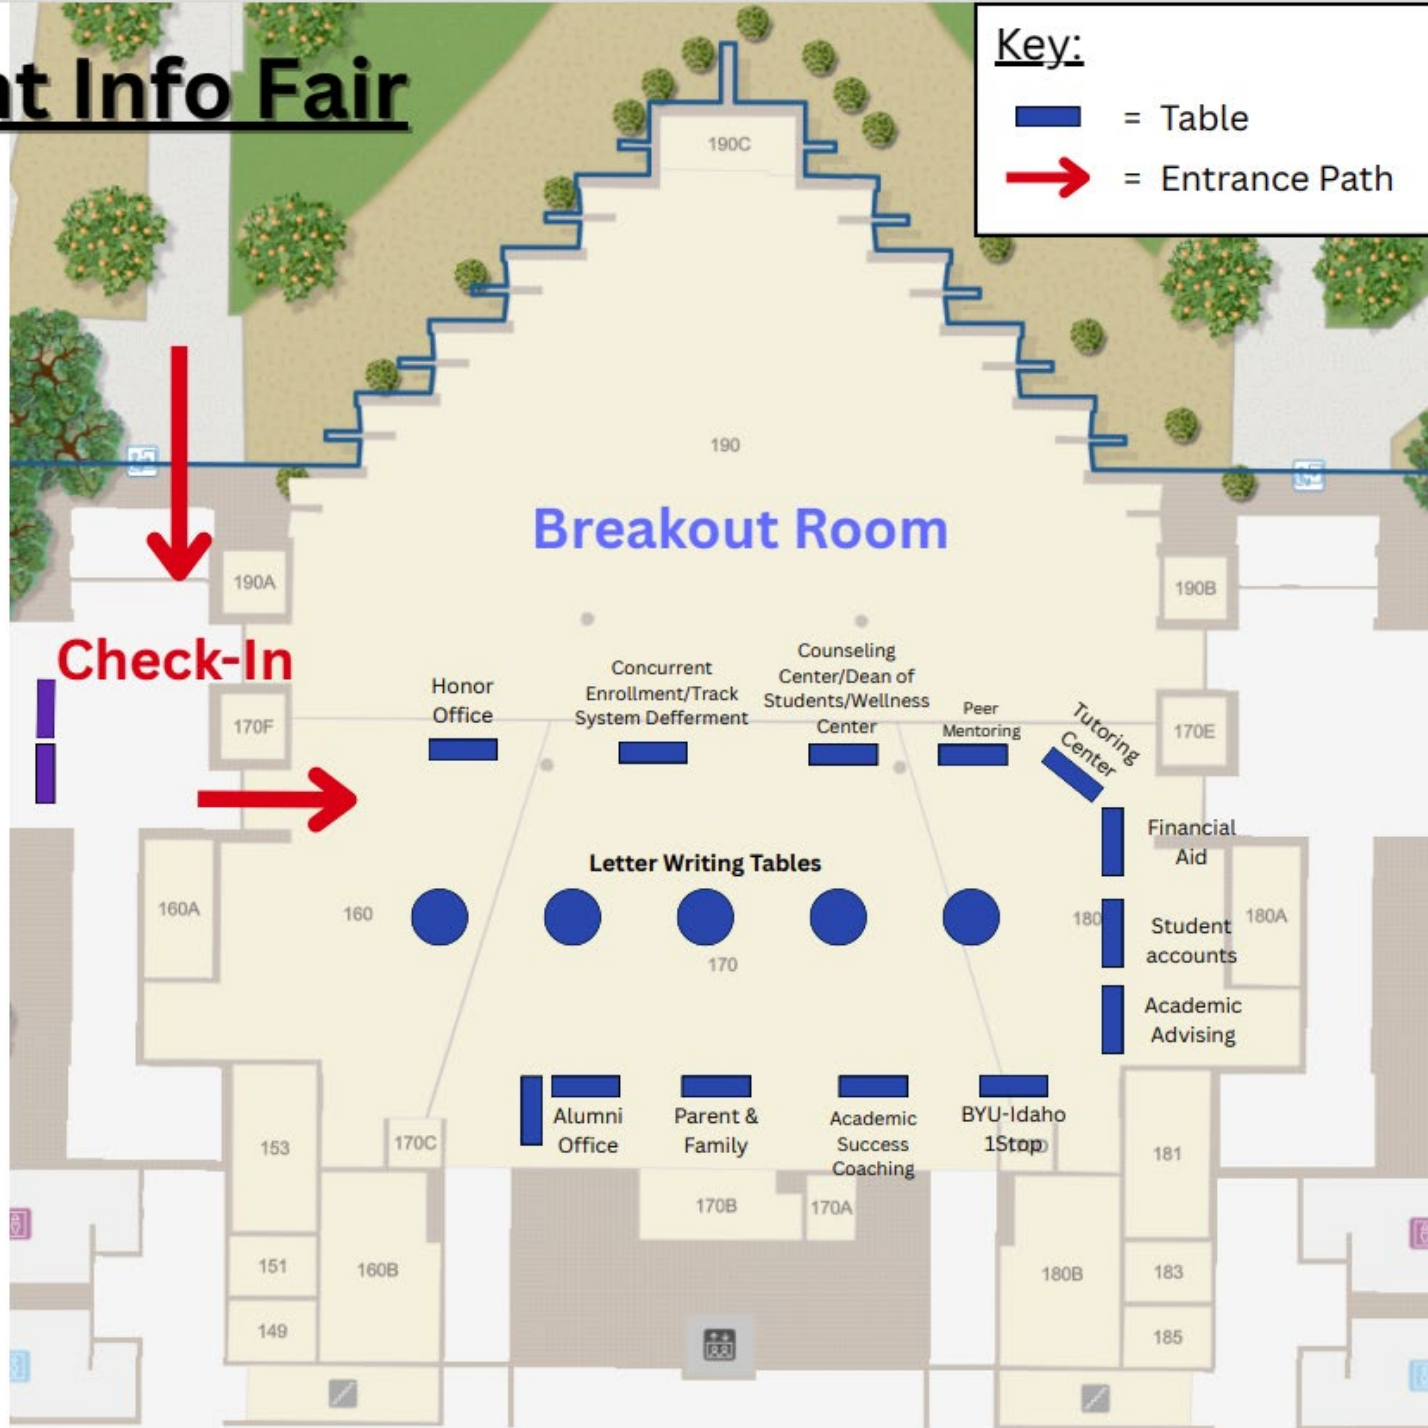 nt Info Fair
Key:
= Table
= Entrance Path
190C
190
Breakout Room
190A
190B
Check-In
170F
170E
Honor
Office
Concurrent
Enrollment/Track
System Defferment
Counseling
Center/Dean of
Students/Wellness
Center
Peer
Mentoring
Tutoring
Center
Financial
Aid
Letter Writing Tables
160A
160
170
180
180A
Student
accounts
Academic
Advising
Alumni
Office
Parent &
Family
Academic
Success
Coaching
BYU-Idaho
1Stop
170C
153
181
170B
170A
151
160B
180B
183
149
185